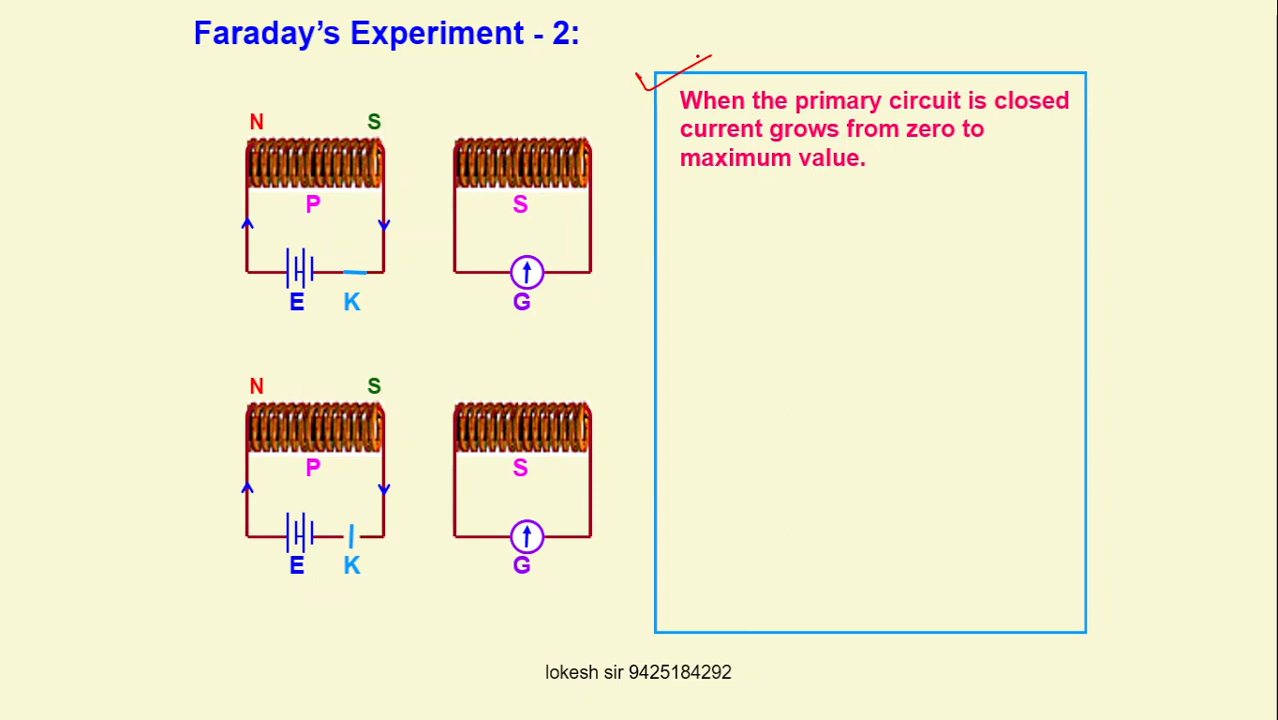 Faraday’s Experiment - 2:
When the primary circuit is closed
current grows from zero to
maximum value.
N S
P S
E K G
N S
P S
E K G
lokesh sir 9425184292